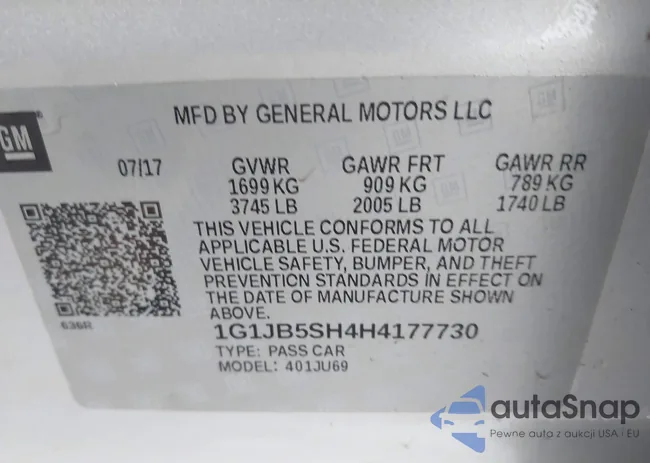 GM
MFD BY GENERAL MOTORS LLC
07/17 GVWR GAWR FRT GAWR RR
1699 KG 909 KG 789 KG
3745 LB 2005 LB 1740 LB
THIS VEHICLE CONFORMS TO ALL
APPLICABLE U.S. FEDERAL MOTOR
VEHICLE SAFETY, BUMPER, AND THEFT
PREVENTION STANDARDS IN EFFECT ON
THE DATE OF MANUFACTURE SHOWN
ABOVE.
636R
1G1JB5SH4H4177730
TYPE: PASS CAR
MODEL: 401JU69
autaSnap
Pewne auta z aukcji USA i EU